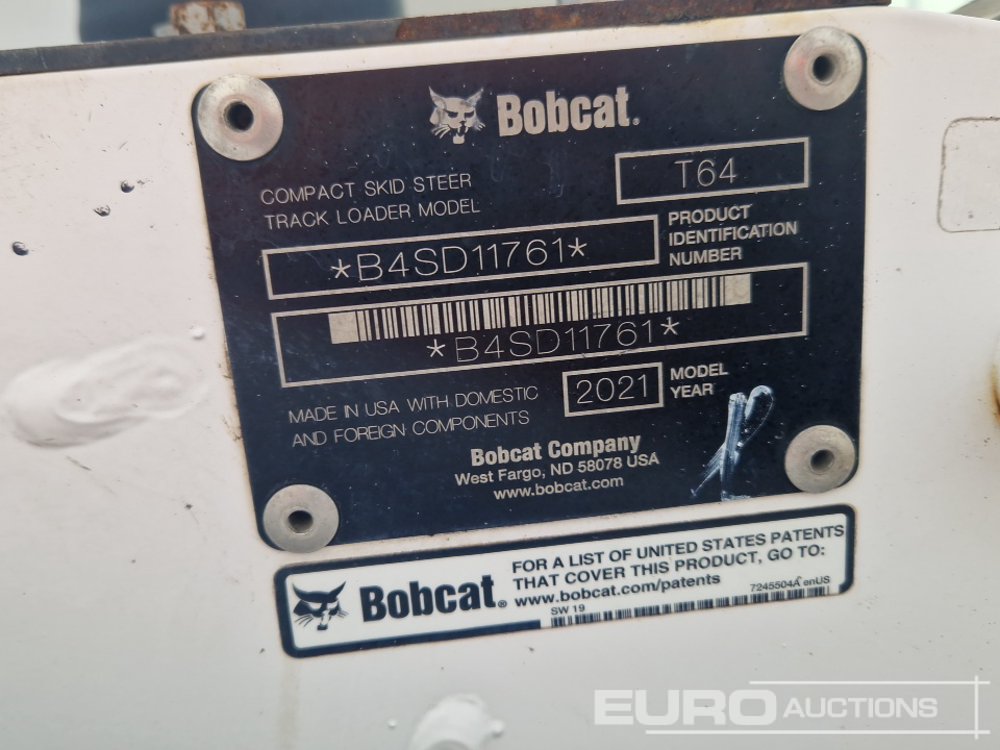 Bobcat.
COMPACT SKID STEER
TRACK LOADER MODEL
T64
PRODUCT
IDENTIFICATION
NUMBER
*B4SD11761*
*B4SD11761*
MADE IN USA WITH DOMESTIC
AND FOREIGN COMPONENTS
2021
MODEL
YEAR
Bobcat Company
West Fargo, ND 58078 USA
www.bobcat.com
Bobcat.
FOR A LIST OF UNITED STATES PATENTS
THAT COVER THIS PRODUCT, GO TO:
www.bobcat.com/patents
7245504A enUS
SW 19
EURO AUCTIONS